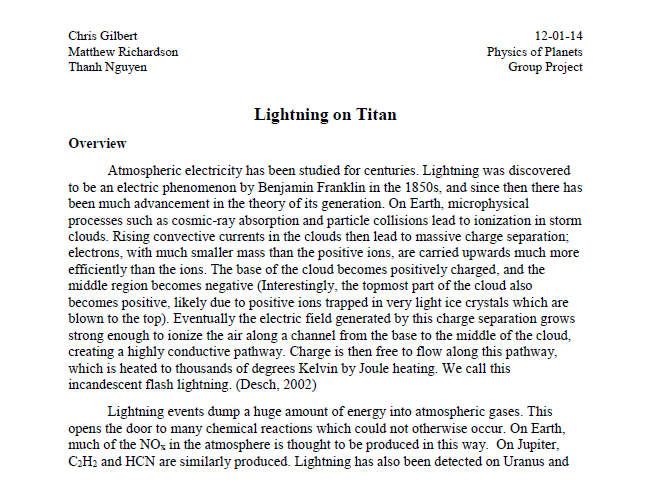 Chris Gilbert 12-01-14
Matthew Richardson Physics of Planets
Thanh Nguyen Group Project
Lightning on Titan
Overview
Atmospheric electricity has been studied for centuries. Lightning was discovered
to be an electric phenomenon by Benjamin Franklin in the 1850s, and since then there has
been much advancement in the theory of its generation. On Earth, microphysical
processes such as cosmic-ray absorption and particle collisions lead to ionization in storm
clouds. Rising convective currents in the clouds then lead to massive charge separation;
electrons, with much smaller mass than the positive ions, are carried upwards much more
efficiently than the ions. The base of the cloud becomes positively charged, and the
middle region becomes negative (Interestingly, the topmost part of the cloud also
becomes positive, likely due to positive ions trapped in very light ice crystals which are
blown to the top). Eventually the electric field generated by this charge separation grows
strong enough to ionize the air along a channel from the base to the middle of the cloud,
creating a highly conductive pathway. Charge is then free to flow along this pathway,
which is heated to thousands of degrees Kelvin by Joule heating. We call this
incandescent flash lightning. (Desch, 2002)
Lightning events dump a huge amount of energy into atmospheric gases. This
opens the door to many chemical reactions which could not otherwise occur. On Earth,
much of the NOₓ in the atmosphere is thought to be produced in this way. On Jupiter,
C₂H₂ and HCN are similarly produced. Lightning has also been detected on Uranus and